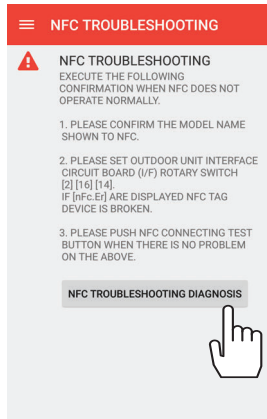 NFC TROUBLESHOOTING
NFC TROUBLESHOOTING
EXECUTE THE FOLLOWING
CONFIRMATION WHEN NFC DOES NOT
OPERATE NORMALLY.
1. PLEASE CONFIRM THE MODEL NAME
SHOWN TO NFC.
2. PLEASE SET OUTDOOR UNIT INTERFACE
CIRCUIT BOARD (I/F) ROTARY SWITCH
[2] [16] [14].
IF [nFc.Er] ARE DISPLAYED NFC TAG
DEVICE IS BROKEN.
3. PLEASE PUSH NFC CONNECTING TEST
BUTTON WHEN THERE IS NO PROBLEM
ON THE ABOVE.
NFC TROUBLESHOOTING DIAGNOSIS